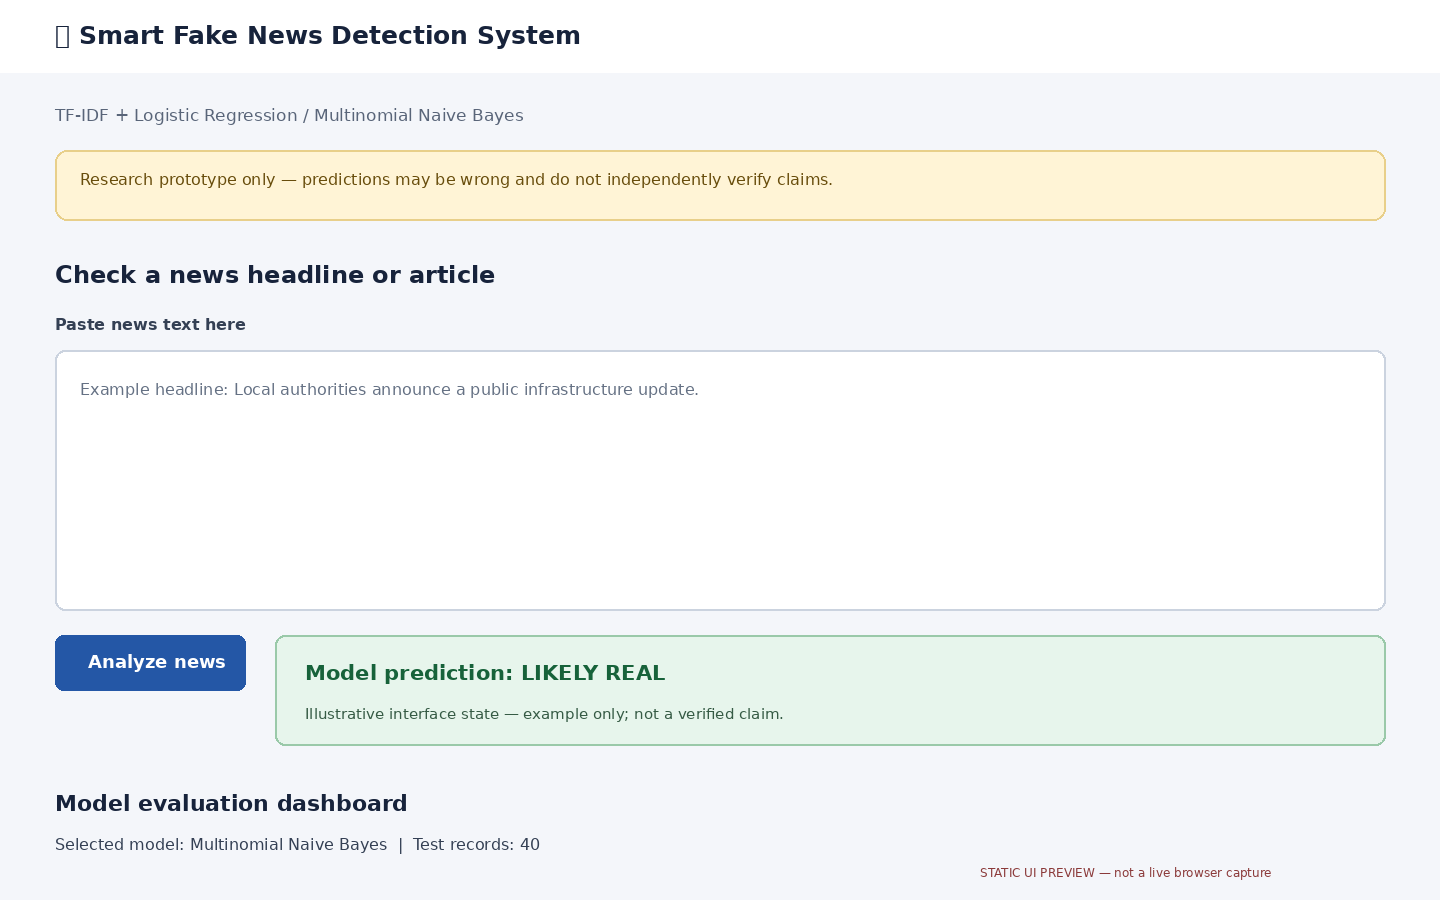 Smart Fake News Detection System
TF-IDF + Logistic Regression / Multinomial Naive Bayes
Research prototype only — predictions may be wrong and do not independently verify claims.
Check a news headline or article
Paste news text here
Example headline: Local authorities announce a public infrastructure update.
Analyze news
Model prediction: LIKELY REAL
Illustrative interface state — example only; not a verified claim.
Model evaluation dashboard
Selected model: Multinomial Naive Bayes | Test records: 40
STATIC UI PREVIEW — not a live browser capture